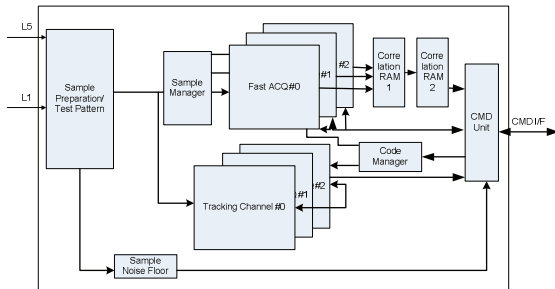 L5
L1
Sample
Preparation/
Test Pattern
Sample
Manager
Fast ACQ#0
#1
#2
Corre
lation
RAM
1
Corre
lation
RAM
2
CMD
Unit
CMD I/F
Code
Manager
Tracking Channel #0
#1
#2
Sample
Noise Floor